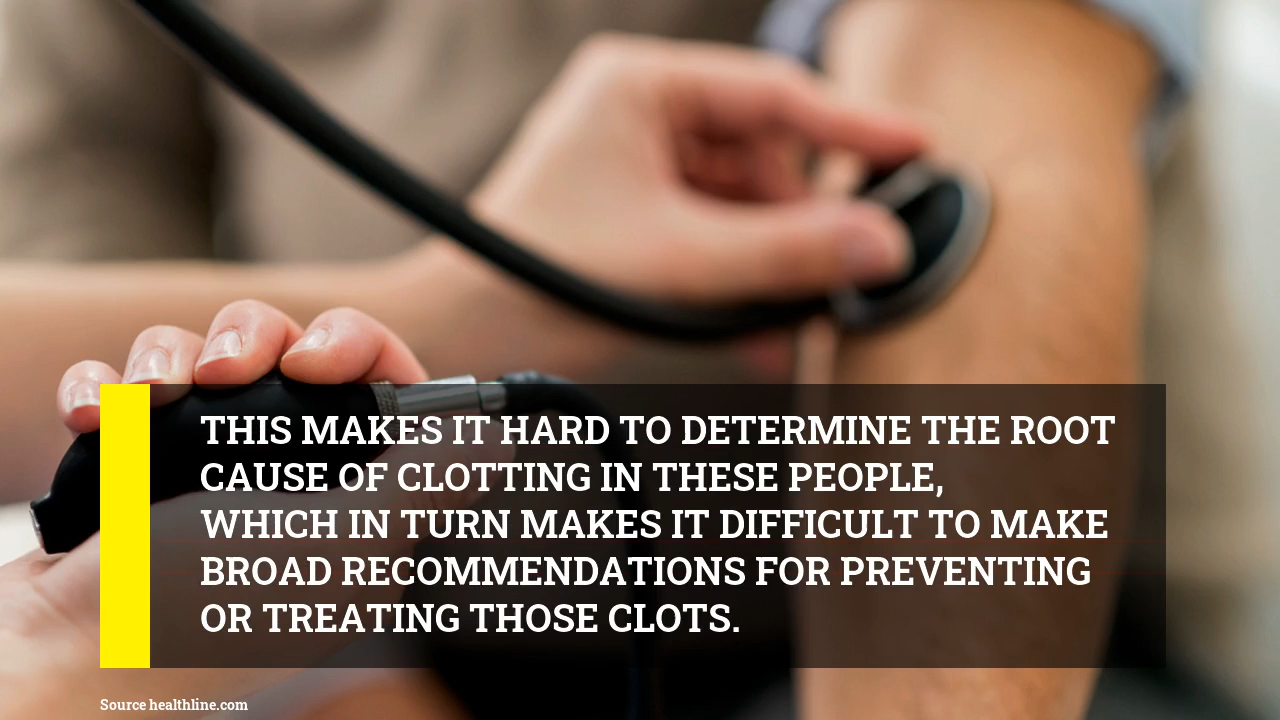 THIS MAKES IT HARD TO DETERMINE THE ROOT
CAUSE OF CLOTTING IN THESE PEOPLE,
WHICH IN TURN MAKES IT DIFFICULT TO MAKE
BROAD RECOMMENDATIONS FOR PREVENTING
OR TREATING THOSE CLOTS.
Source healthline.com